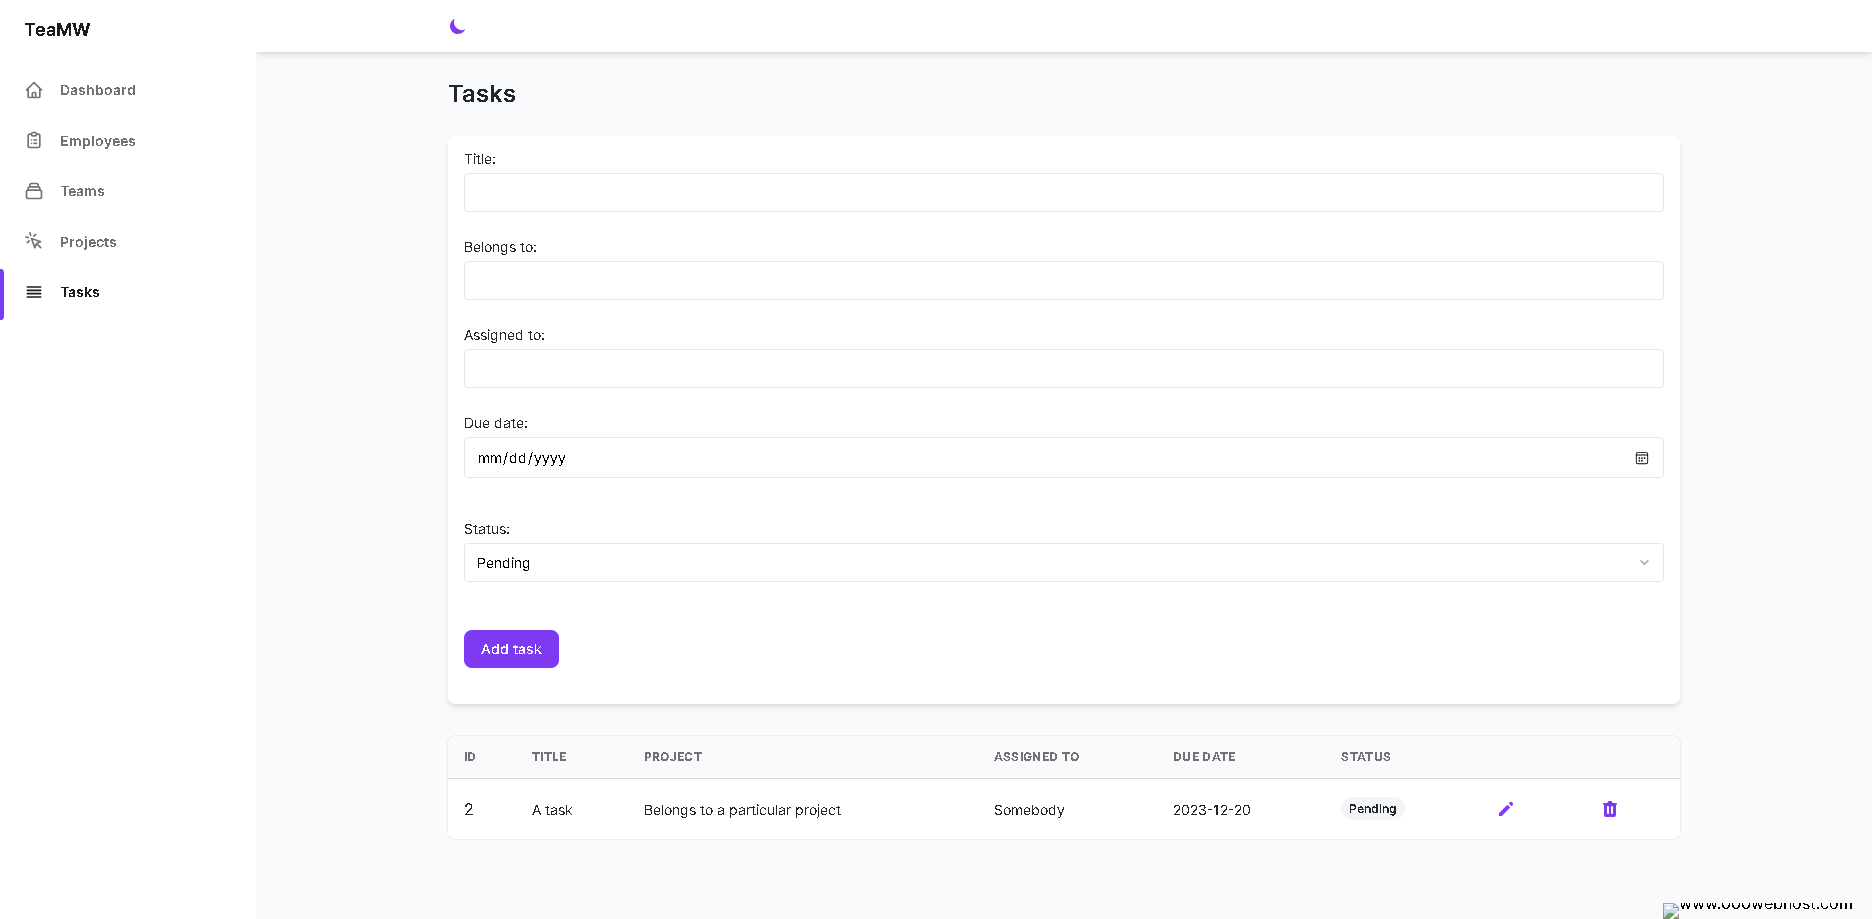 TeaMW
Dashboard
Employees
Teams
Projects
Tasks
Tasks
Title:
Belongs to:
Assigned to:
Due date:
mm/dd/yyyy
Status:
Pending
Add task
ID TITLE PROJECT ASSIGNED TO DUE DATE STATUS
2 A task Belongs to a particular project Somebody 2023-12-20 Pending
www.000webhost.com